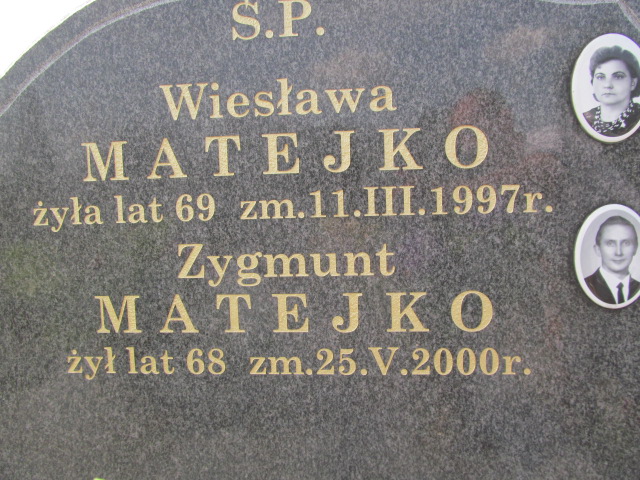 Ś.P.
Wiesława
MATEJKO
żyła lat 69 zm.11.III.1997r.
Zygmunt
MATEJKO
żył lat 68 zm.25.V.2000r.